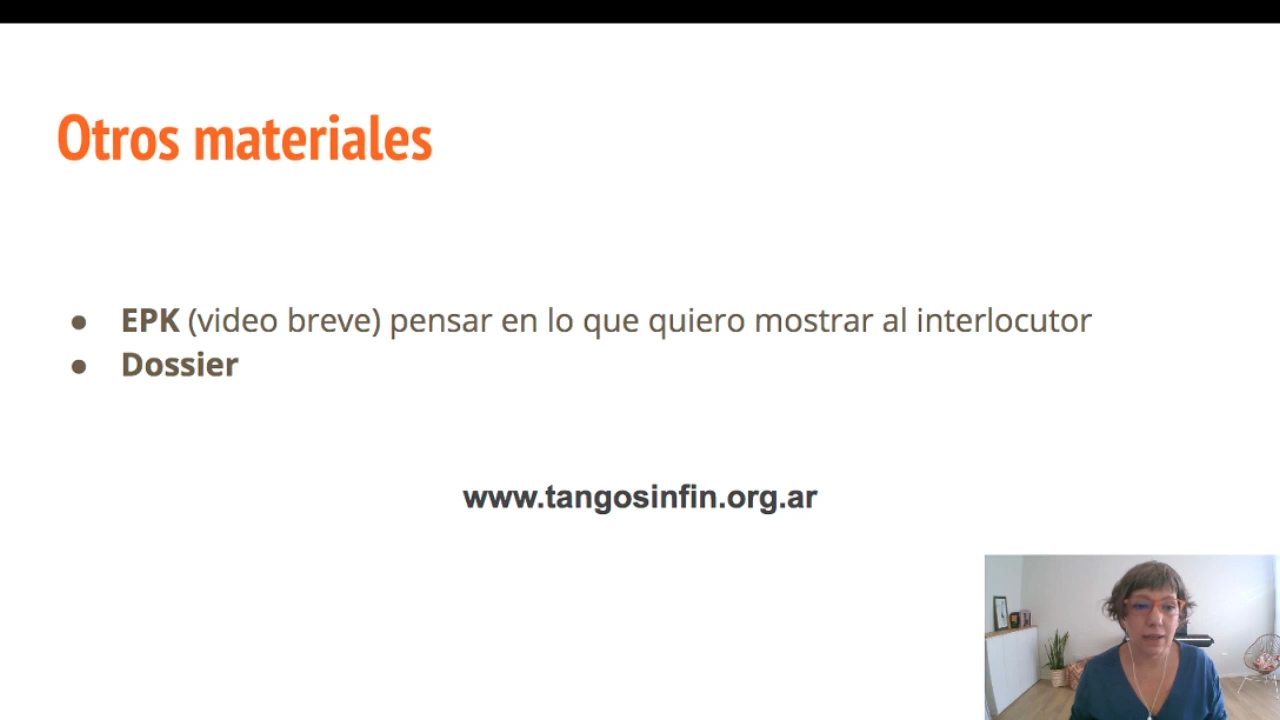 Otros materiales
● EPK (video breve) pensar en lo que quiero mostrar al interlocutor
● Dossier
www.tangosinfin.org.ar